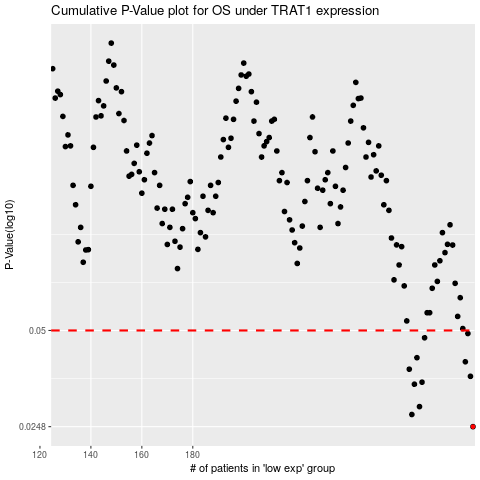 Cumulative P-Value plot for OS under TRAT1 expression
P-Value(log10)
0.05
0.0248
120 140 160 180
# of patients in 'low exp' group